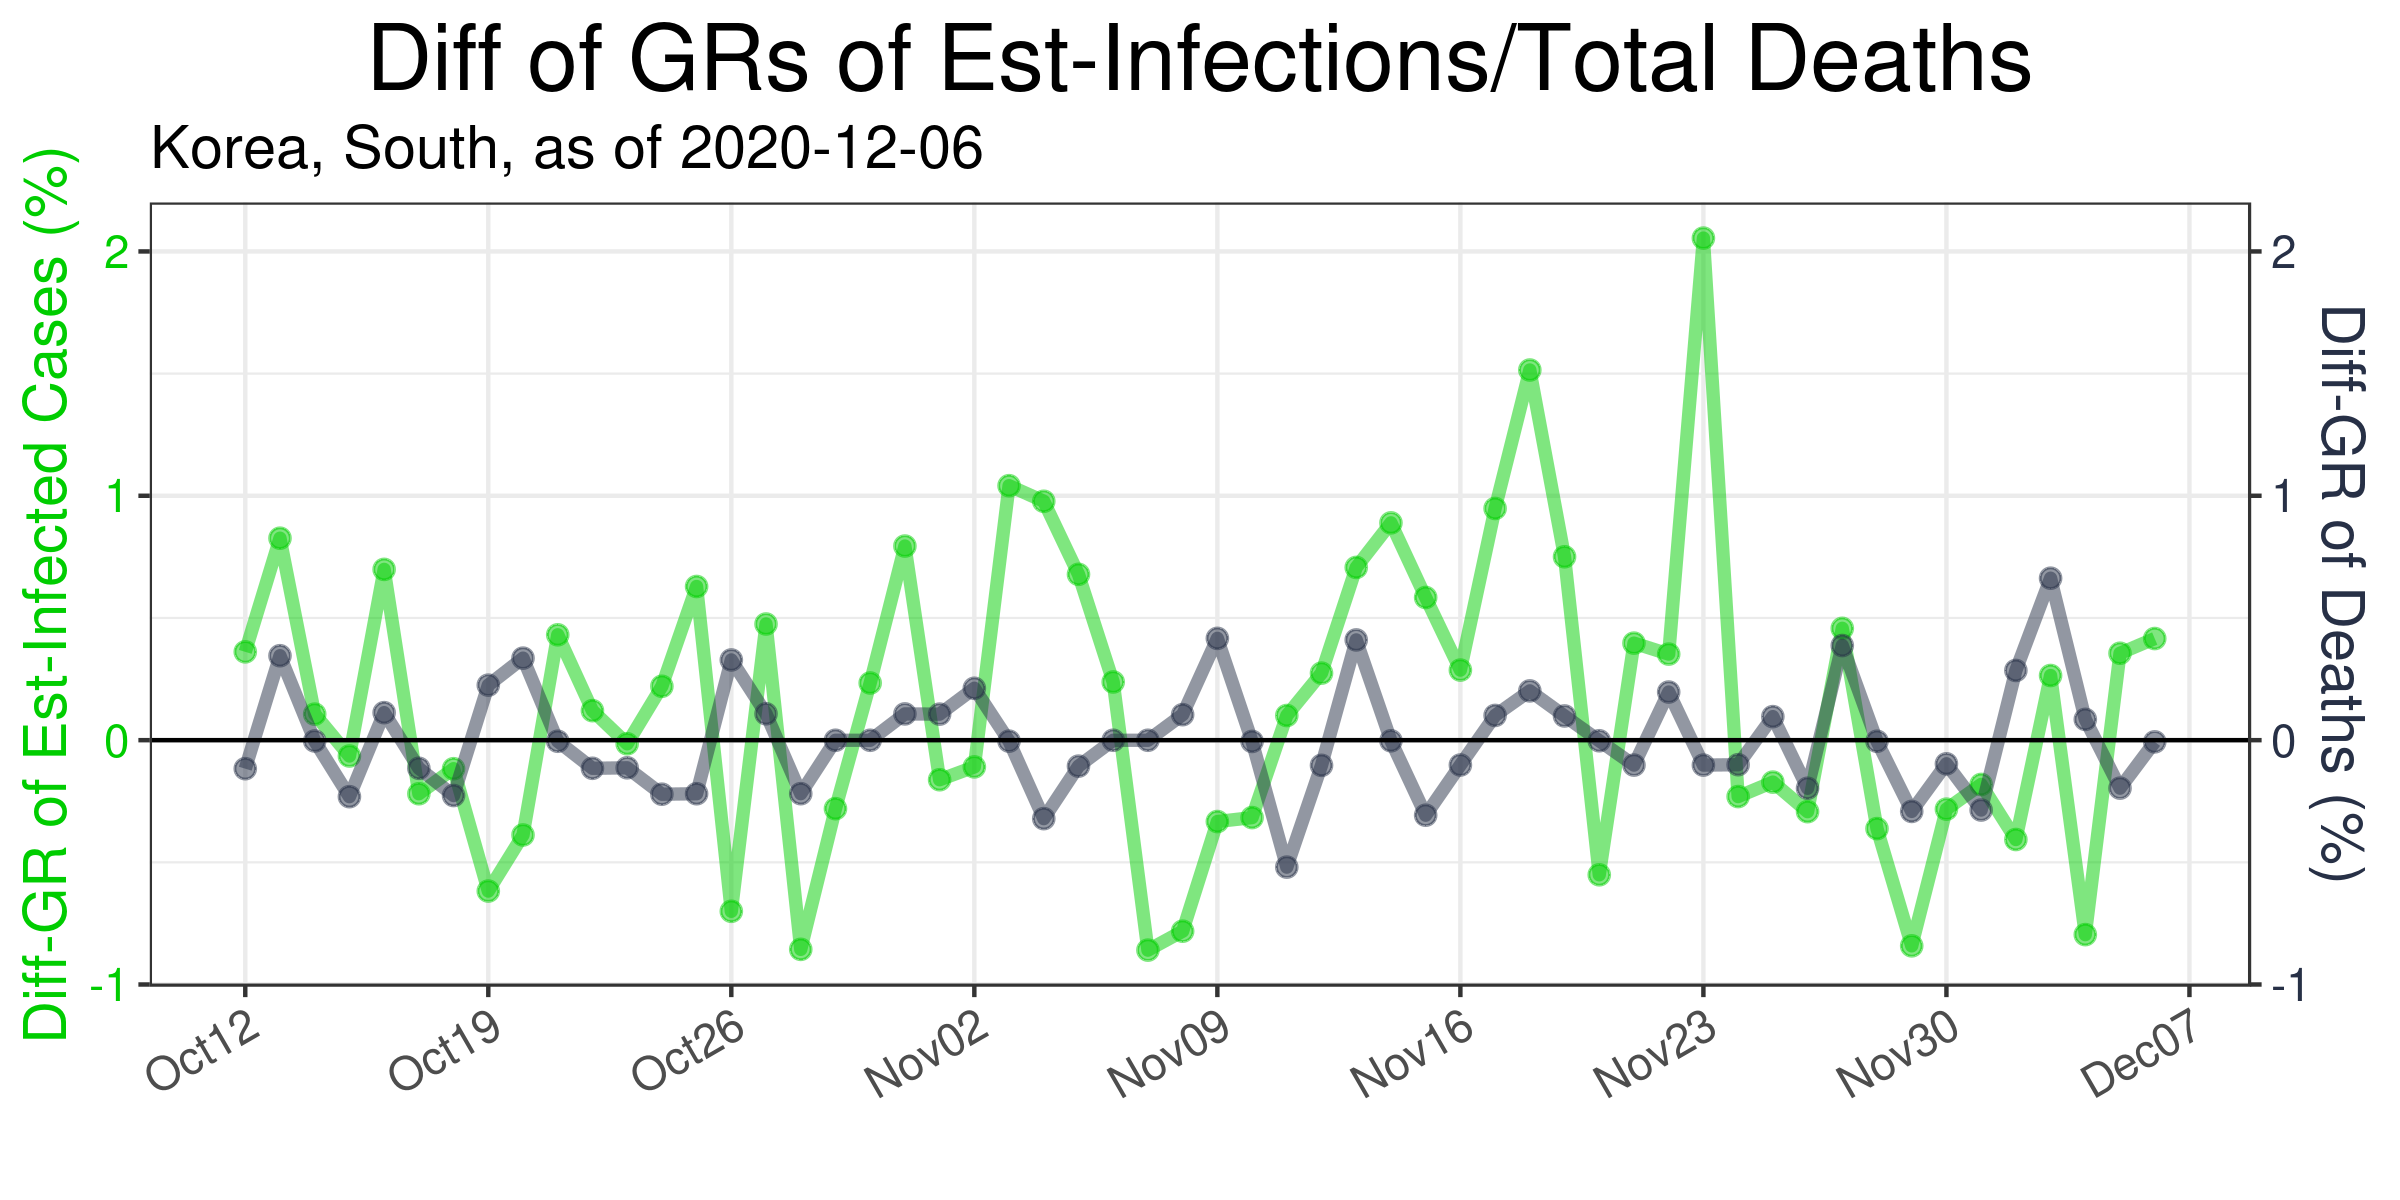 Diff of GRs of Est-Infections/Total Deaths
Korea, South, as of 2020-12-06
Diff-GR of Est-Infected Cases (%)
2
1
0
-1
2
1
0
-1
Diff-GR of Deaths (%)
Oct12
Oct19
Oct26
Nov02
Nov09
Nov16
Nov23
Nov30
Dec07